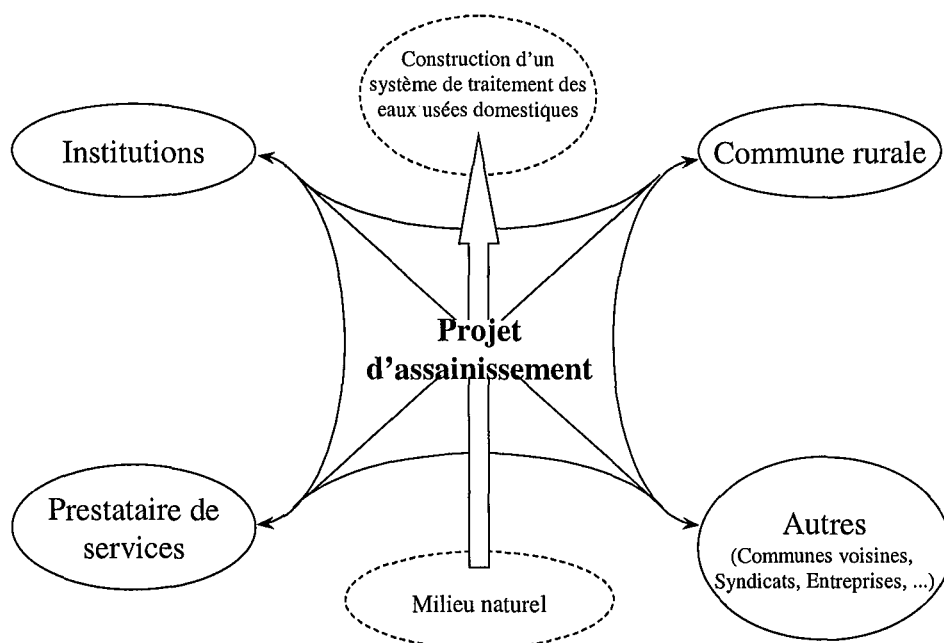 Construction d'un
système de traitement des
eaux usées domestiques
Institutions
Commune rurale
Projet
d'assainissement
Prestataire de
services
Autres
(Communes voisines,
Syndicats, Entreprises, ...)
Milieu naturel